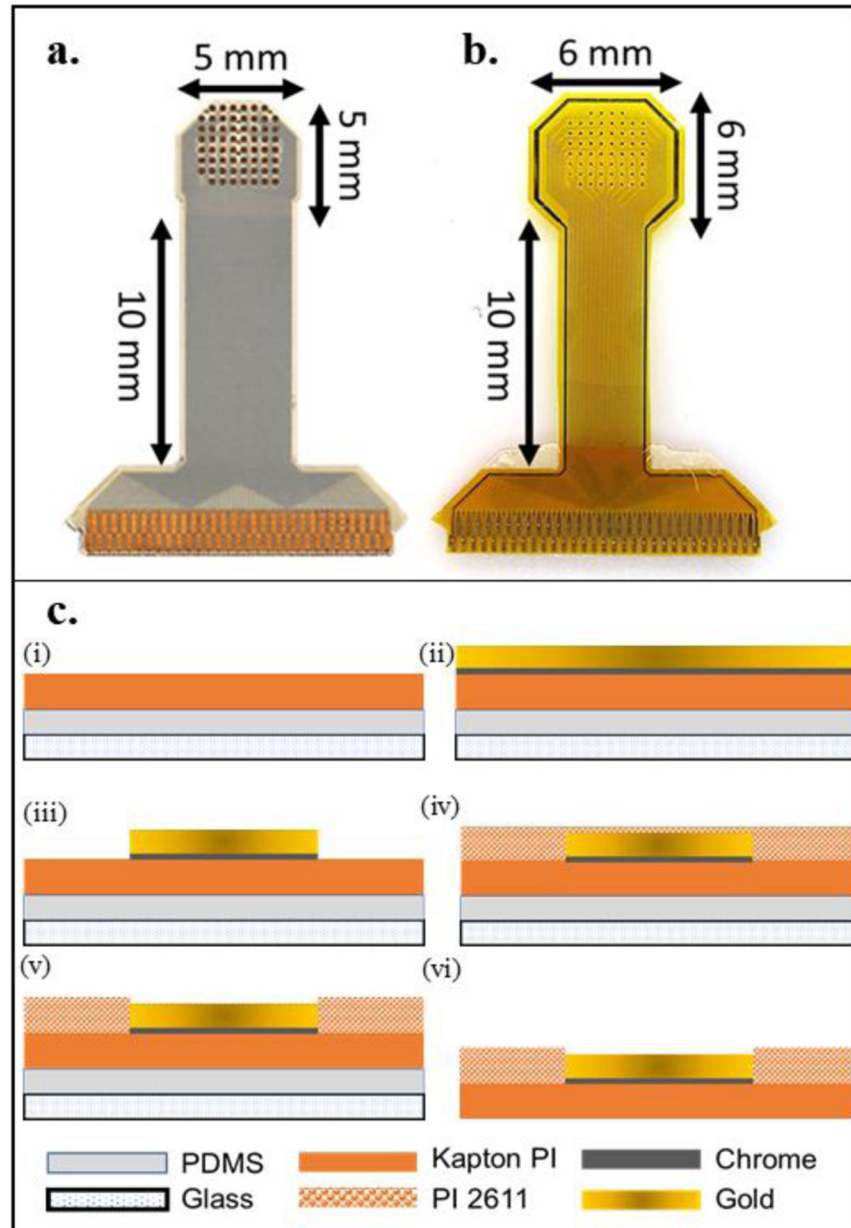 a.
5 mm
5 mm
10 mm
b.
6 mm
6 mm
10 mm
c.
(i)
(ii)
(iii)
(iv)
(v)
(vi)
PDMS
Kapton PI
Chrome
Glass
PI 2611
Gold